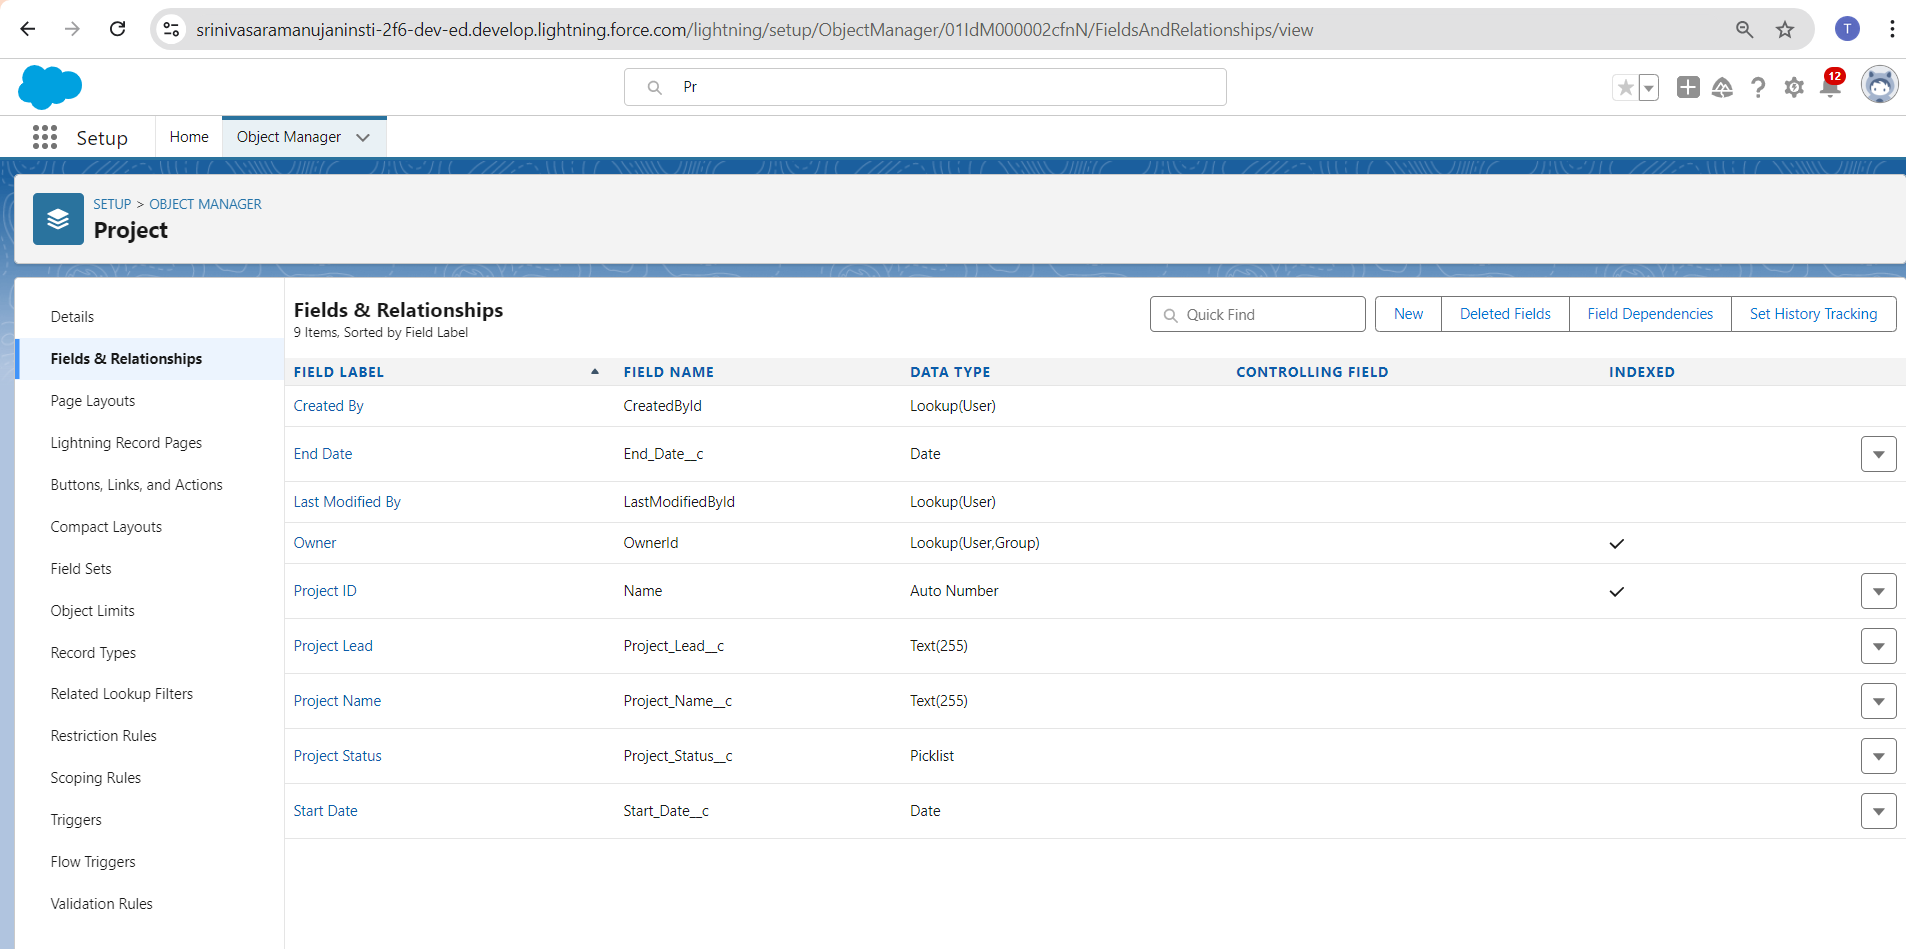 srinivasaramanujaninsti-2f6-dev-ed.develop.lightning.force.com/lightning/setup/ObjectManager/01IdM000002cfnN/FieldsAndRelationships/view
T
Pr
12
Setup
Home
Object Manager
SETUP > OBJECT MANAGER
Project
Details
Fields & Relationships
Page Layouts
Lightning Record Pages
Buttons, Links, and Actions
Compact Layouts
Field Sets
Object Limits
Record Types
Related Lookup Filters
Restriction Rules
Scoping Rules
Triggers
Flow Triggers
Validation Rules
Fields & Relationships
9 Items, Sorted by Field Label
Quick Find
New
Deleted Fields
Field Dependencies
Set History Tracking
FIELD LABEL FIELD NAME DATA TYPE CONTROLLING FIELD INDEXED
Created By CreatedById Lookup(User)
End Date End_Date__c Date
Last Modified By LastModifiedById Lookup(User)
Owner OwnerId Lookup(User,Group)
Project ID Name Auto Number
Project Lead Project_Lead__c Text(255)
Project Name Project_Name__c Text(255)
Project Status Project_Status__c Picklist
Start Date Start_Date__c Date